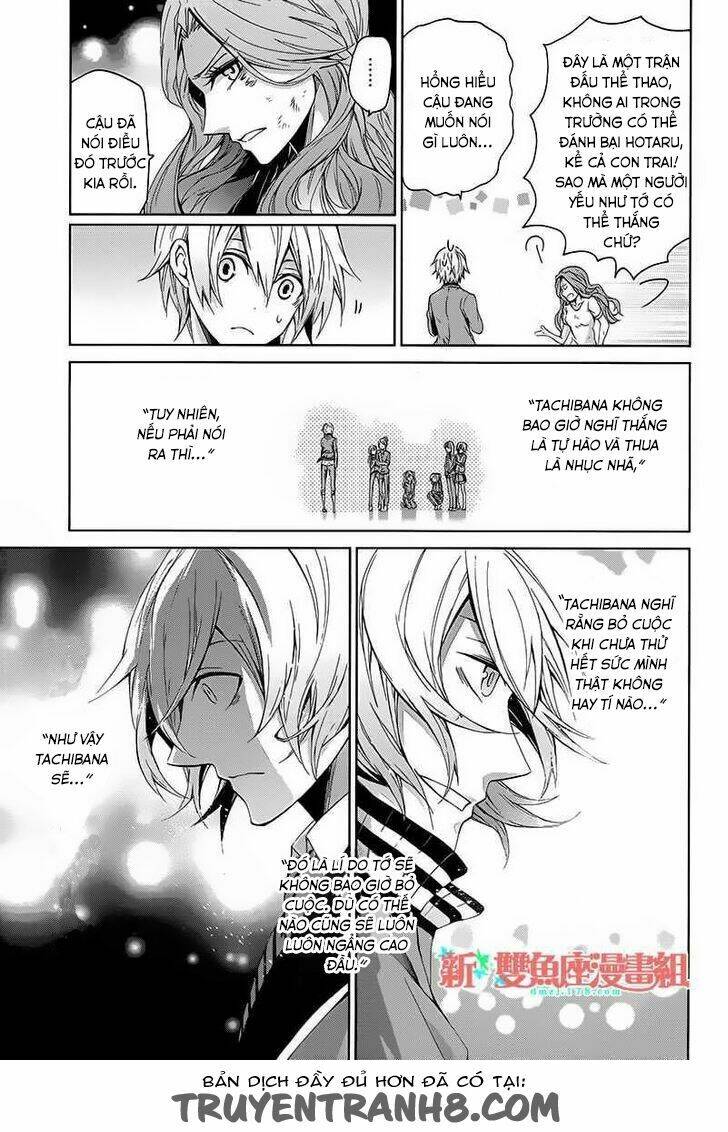 ĐÂY LÀ MỘT
TRẬN
ĐẤU THỂ THAO,
KHÔNG AI TRONG
TRƯỜNG CÓ THỂ
ĐÁNH BẠI HOTARU,
KỂ CẢ CON TRAI!
SAO MÀ MỘT NGƯỜI
YẾU NHƯ TỚ CÓ
THỂ THẮNG
CHỨ?
HỔNG HIỂU
CẬU ĐANG
MUỐN NÓI
GÌ LUÔN...
.......
CẬU ĐÃ
NÓI ĐIỀU
ĐÓ TRƯỚC
KIA RỒI.
"TACHIBANA KHÔNG
BAO GIỜ NGHĨ THẮNG
LÀ TỰ HÀO VÀ THUA
LÀ NHỤC NHÃ,"
"TUY NHIÊN,
NẾU PHẢI NÓI
RA THÌ..."
"TACHIBANA NGHĨ
RẰNG BỎ CUỘC
KHI CHƯA THỬ
HẾT SỨC MÌNH
THẬT KHÔNG
HAY TÍ NÀO..."
"NHƯ VẬY
TACHIBANA
SẼ..."
"ĐÓ LÀ LÍ DO TỚ SẼ
KHÔNG BAO GIỜ BỎ
CUỘC. DÙ CÓ THẾ
NÀO CŨNG SẼ LUÔN
LUÔN NGẨNG CAO
ĐẦU."
新 雙魚座漫畫組
dmzj.178.com
BẢN DỊCH ĐẦY ĐỦ HƠN ĐÃ CÓ TẠI:
TRUYENTRANH8.COM